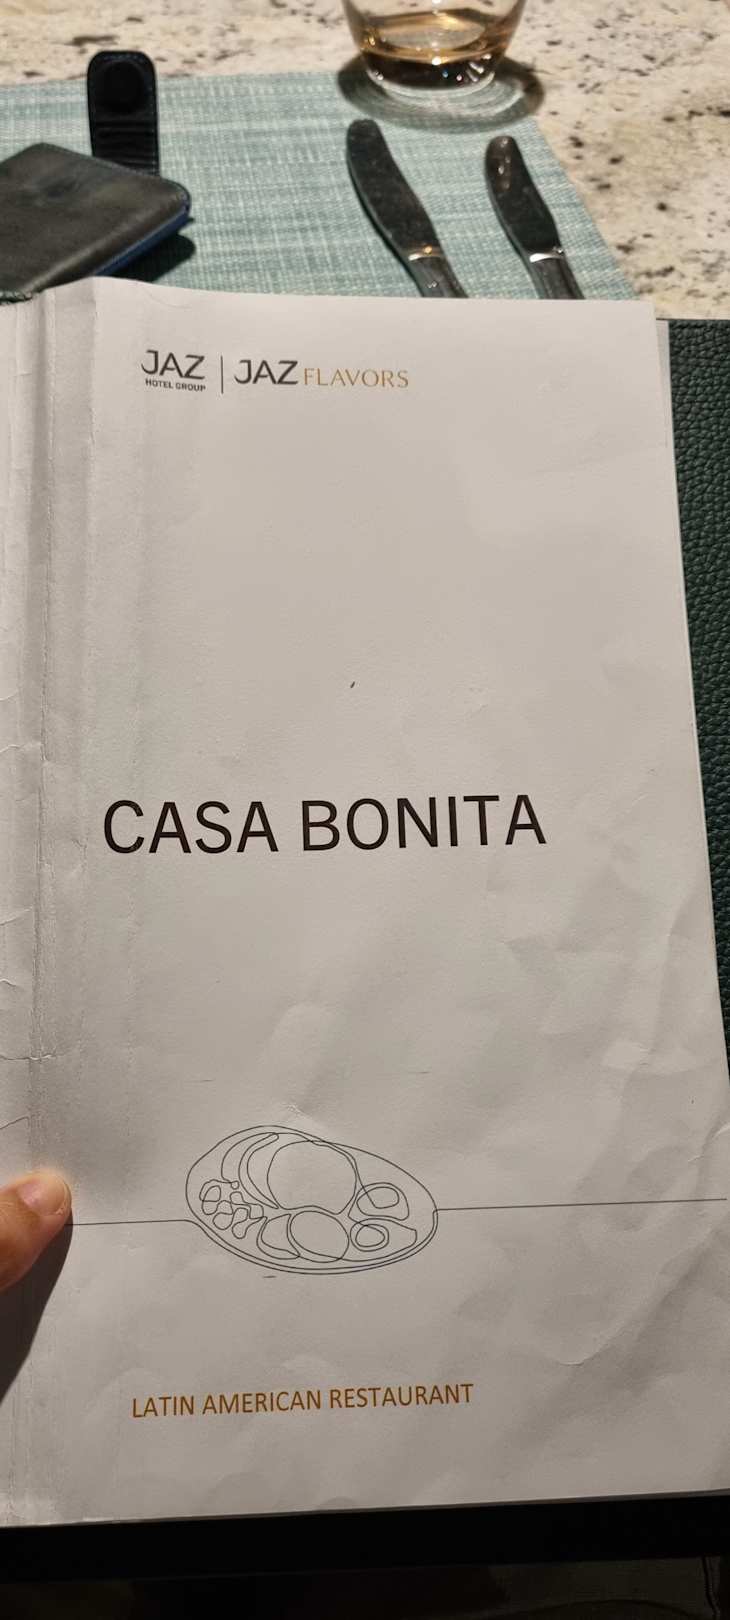 JAZ | JAZ FLAVORS
HOTEL GROUP
CASA BONITA
LATIN AMERICAN RESTAURANT